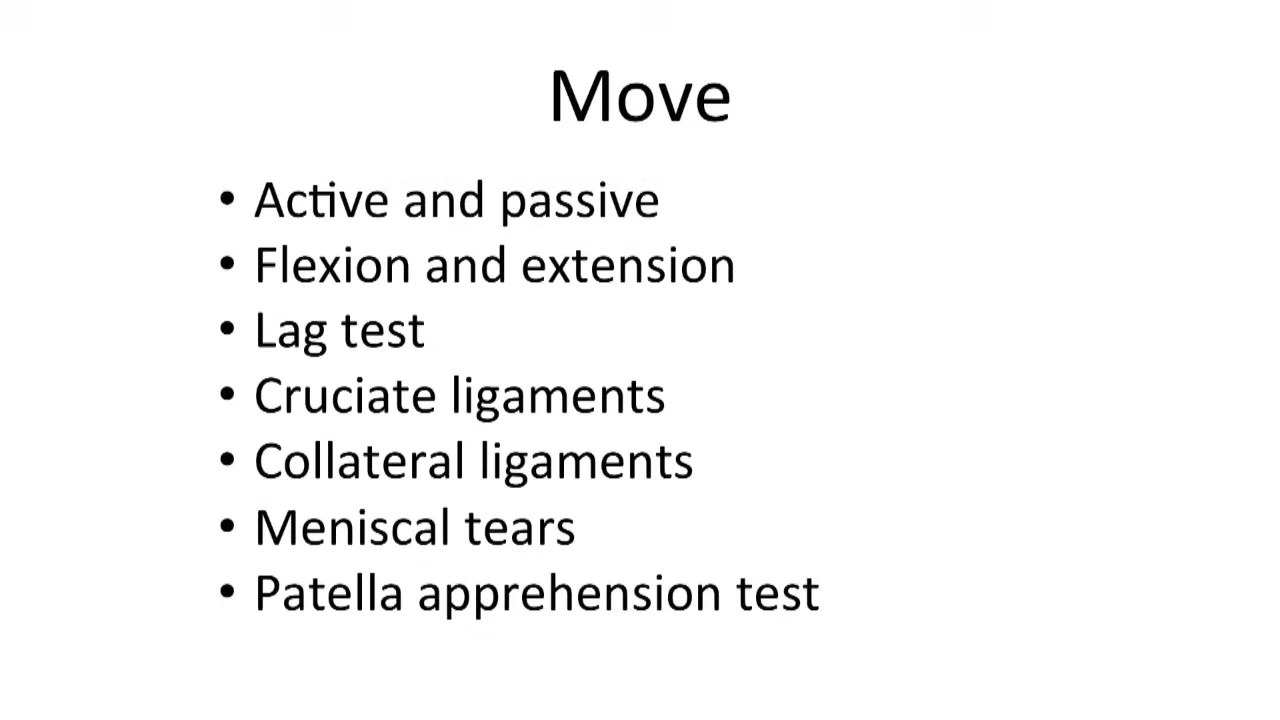 Move
• Active and passive
• Flexion and extension
• Lag test
• Cruciate ligaments
• Collateral ligaments
• Meniscal tears
• Patella apprehension test